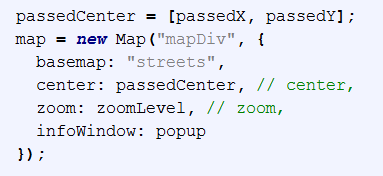 passedCenter = [passedX, passedY];
map = new Map("mapDiv", {
basemap: "streets",
center: passedCenter, // center,
zoom: zoomLevel, // zoom,
infoWindow: popup
});